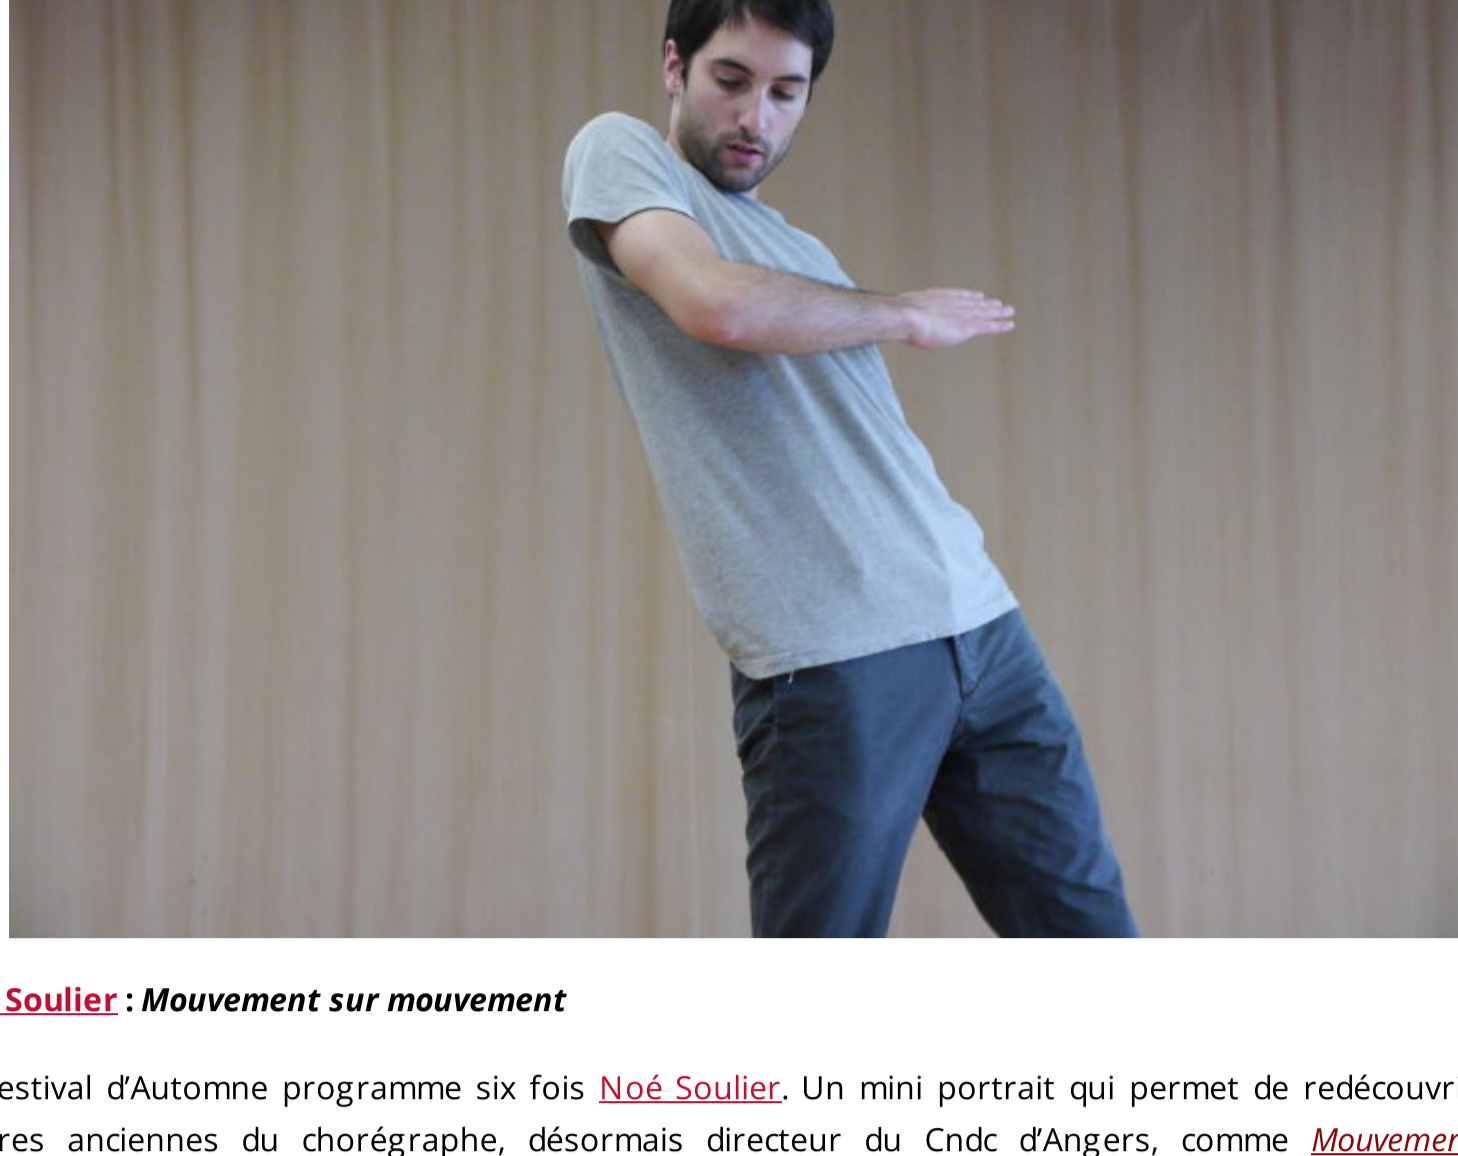 Soulier : Mouvement sur mouvement
estival d’Automne programme six fois Noé Soulier. Un mini portrait qui permet de redécouvri
res anciennes du chorégraphe, désormais directeur du Cndc d’Angers, comme Mouvemen